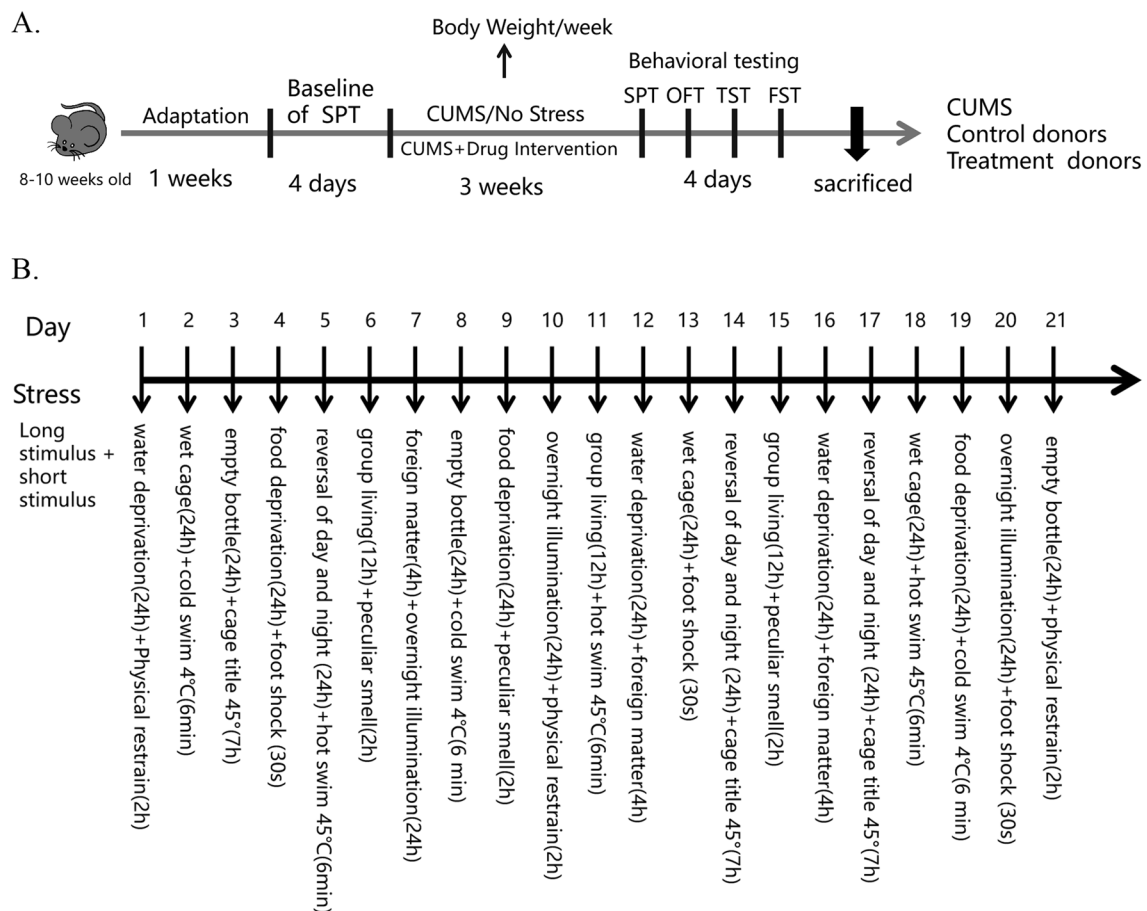 A.
Body Weight/week
Behavioral testing
Baseline
of SPT
SPT OFT TST FST
Adaptation
CUMS/No Stress
CUMS
Control donors
Treatment donors
CUMS+Drug Intervention
8-10 weeks old
1 weeks
4 days
3 weeks
4 days
sacrificed
B.
Day
1 2 3 4 5 6 7 8 9 10 11 12 13 14 15 16 17 18 19 20 21
Stress
Long
stimulus +
short
stimulus
water deprivation(24h)+Physical restrain(2h)
wet cage(24h)+cold swim 4°C(6min)
empty bottle(24h)+cage title 45°(7h)
food deprivation(24h)+foot shock (30s)
reversal of day and night (24h)+hot swim 45°C(6min)
group living(12h)+peculiar smell(2h)
foreign matter(4h)+overnight illumination(24h)
empty bottle(24h)+cold swim 4°C(6 min)
food deprivation(24h)+peculiar smell(2h)
overnight illumination(24h)+physical restrain(2h)
group living(12h)+hot swim 45°C(6min)
water deprivation(24h)+foreign matter(4h)
wet cage(24h)+foot shock (30s)
reversal of day and night (24h)+cage title 45°(7h)
group living(12h)+peculiar smell(2h)
water deprivation(24h)+foreign matter(4h)
reversal of day and night (24h)+cage title 45°(7h)
wet cage(24h)+hot swim 45°C(6min)
food deprivation(24h)+cold swim 4°C(6 min)
overnight illumination(24h)+foot shock (30s)
empty bottle(24h)+physical restrain(2h)